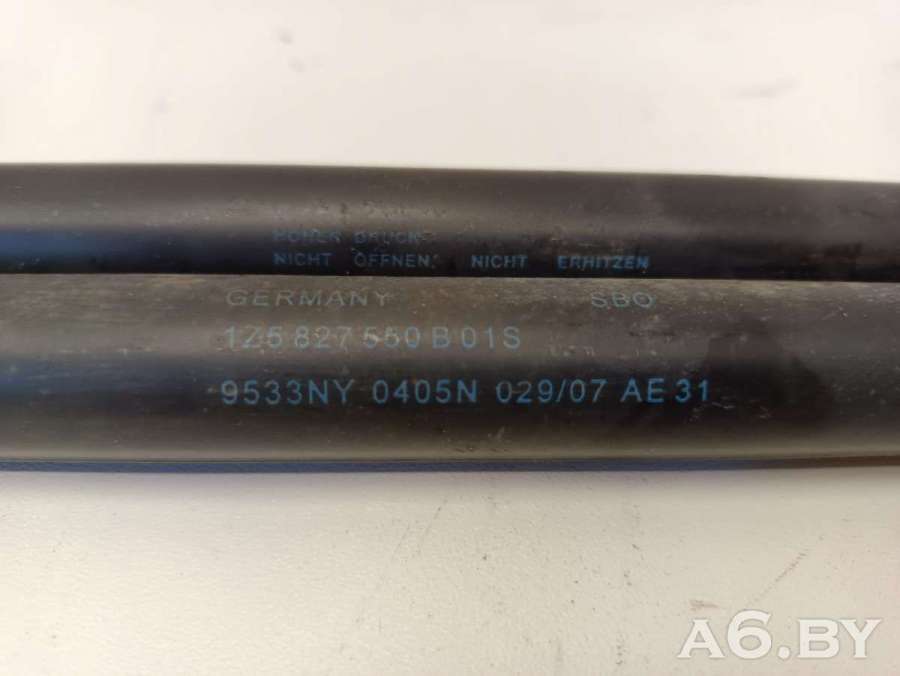 HOHER DRUCK
NICHT ÖFFNEN, NICHT ERHITZEN
GERMANY SBO
1Z5 827 550 B 01S
9533NY 0405N 029/07 AE 31
A6.BY